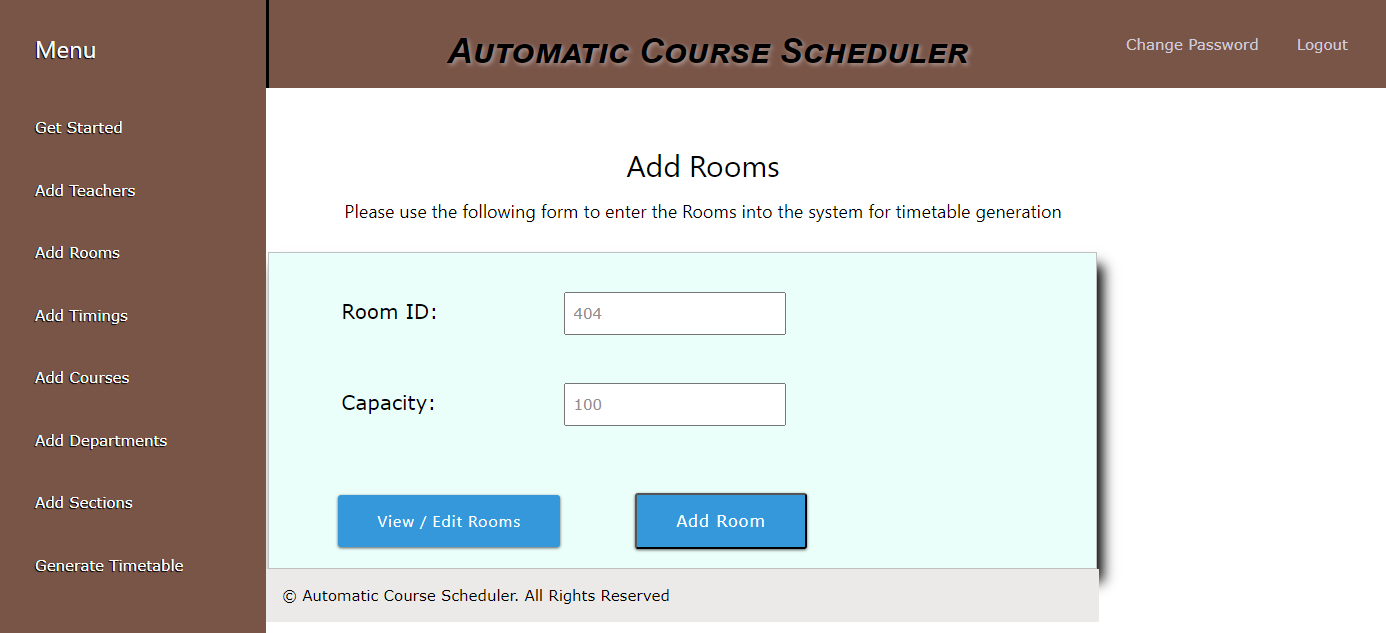 Menu
Automatic Course Scheduler
Change Password
Logout
Get Started
Add Teachers
Add Rooms
Add Timings
Add Courses
Add Departments
Add Sections
Generate Timetable
Add Rooms
Please use the following form to enter the Rooms into the system for timetable generation
Room ID:
404
Capacity:
100
View / Edit Rooms
Add Room
© Automatic Course Scheduler. All Rights Reserved